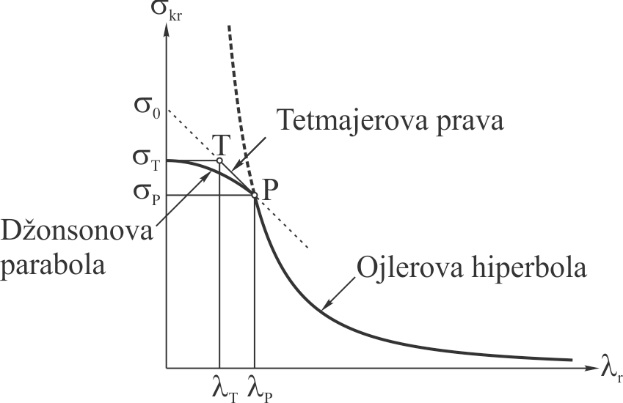 σkr
σ0
Tetmajerova prava
T
σT
P
σP
Džonsonova
parabola
Ojlerova hiperbola
λT
λP
λr